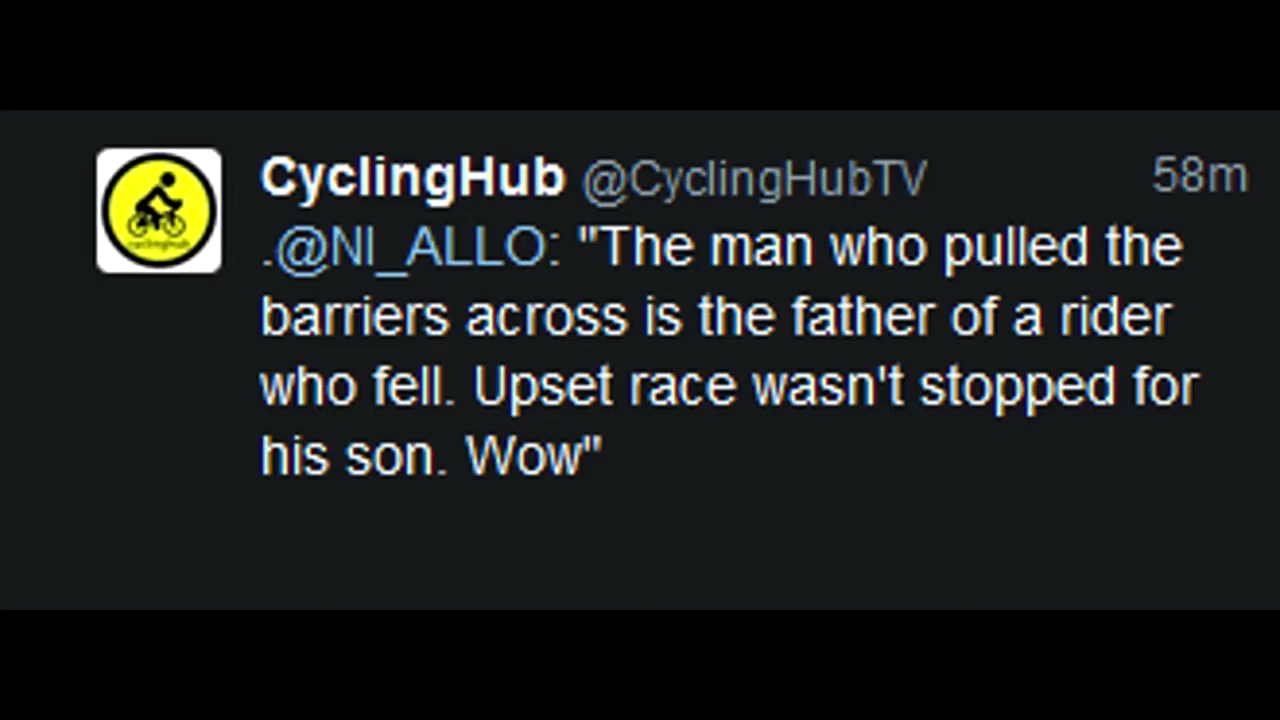 CyclingHub @CyclingHubTV 58m
.@NI_ALLO: "The man who pulled the
barriers across is the father of a rider
who fell. Upset race wasn't stopped for
his son. Wow"
cyclinghub